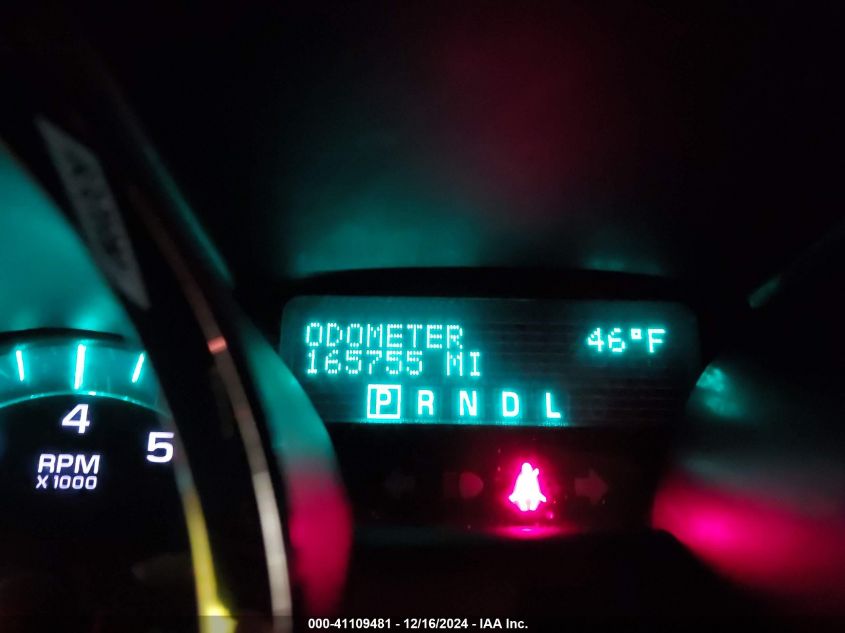 ODOMETER 46°F
165755 MI
P R N D L
4
5
RPM
X1000
000-41109481 - 12/16/2024 - IAA Inc.